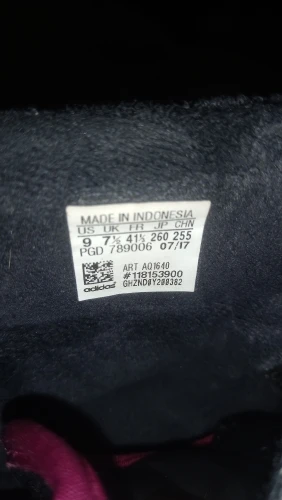 MADE IN INDONESIA
US UK FR JP CHN
9 7½ 41⅓ 260 255
PGD 789006 07/17
ART AQ1640
#118153900
GHZND0Y208382
adidas